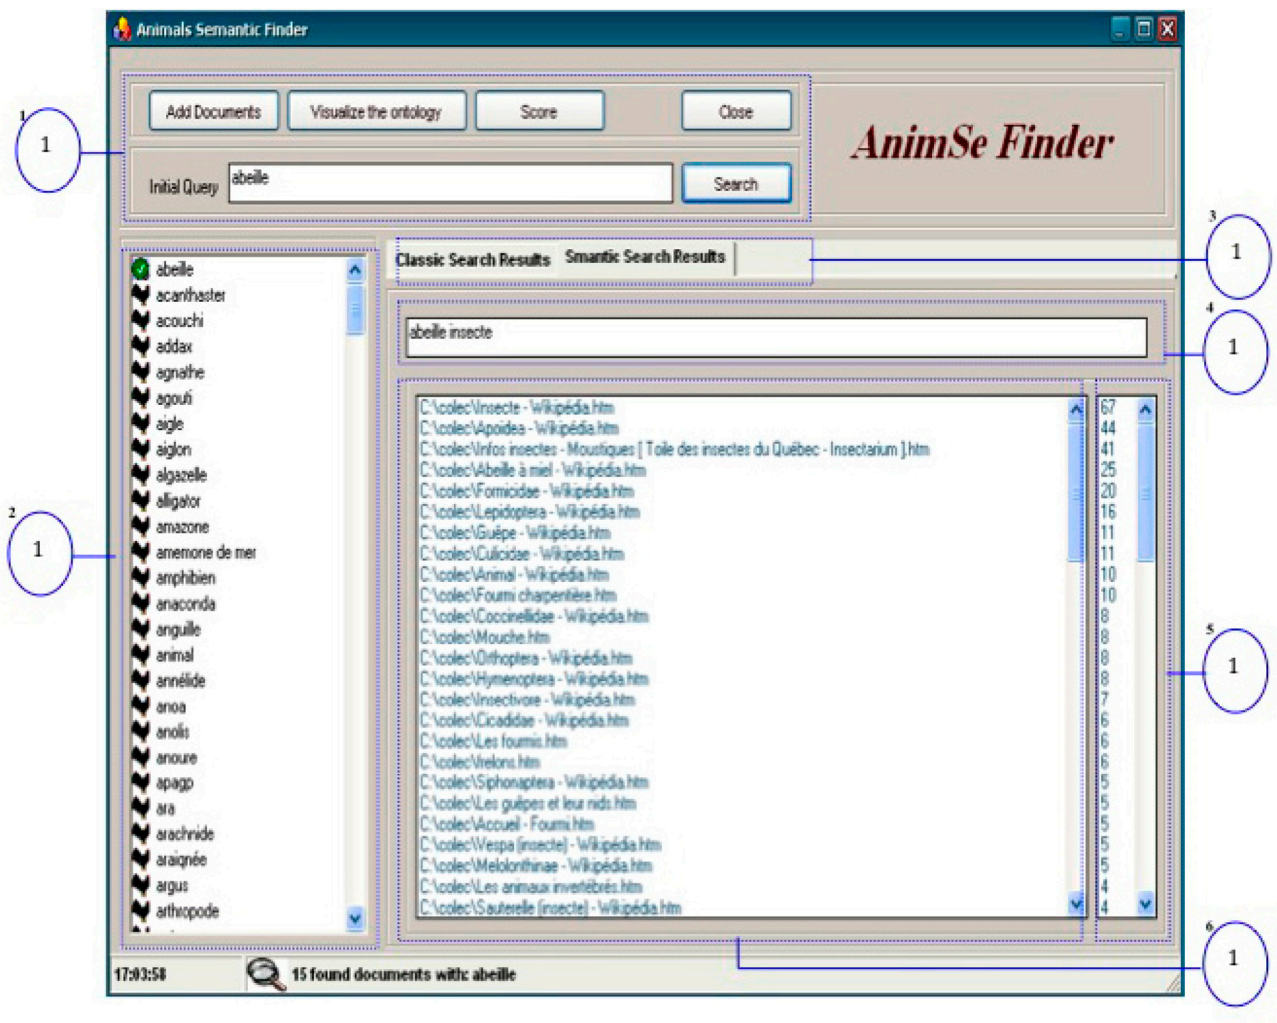 Animals Semantic Finder
Add Documents
Visualize the ontology
Score
Close
AnimSe Finder
Initial Query
abeille
Search
1
1
2
1
3
1
4
1
5
1
6
1
abeille
acanthaster
acouchi
addax
agnathe
agouti
aigle
aiglon
algazelle
alligator
amazone
amemone de mer
amphibien
anaconda
anguille
animal
annélide
anoa
anolis
anoure
apagp
ara
arachnide
araignée
argus
arthropode
Classic Search Results
Smantic Search Results
abeille insecte
C:\colec\Insecte - Wikipédia.htm 67
C:\colec\Apoidea - Wikipédia.htm 44
C:\colec\Infos insectes - Moustiques [ Toile des insectes du Québec - Insectarium ].htm 41
C:\colec\Abeille à miel - Wikipédia.htm 25
C:\colec\Formicidae - Wikipédia.htm 20
C:\colec\Lepidoptera - Wikipédia.htm 16
C:\colec\Guêpe - Wikipédia.htm 11
C:\colec\Culicidae - Wikipédia.htm 11
C:\colec\Animal - Wikipédia.htm 10
C:\colec\Fourmi charpentière.htm 10
C:\colec\Coccinellidae - Wikipédia.htm 8
C:\colec\Mouche.htm 8
C:\colec\Orthoptera - Wikipédia.htm 8
C:\colec\Hymenoptera - Wikipédia.htm 8
C:\colec\Insectivore - Wikipédia.htm 7
C:\colec\Cicadidae - Wikipédia.htm 6
C:\colec\Les fourmis.htm 6
C:\colec\frelons.htm 6
C:\colec\Siphonaptera - Wikipédia.htm 5
C:\colec\Les guêpes et leur nids.htm 5
C:\colec\Accueil - Fourmi.htm 5
C:\colec\Vespa (insecte) - Wikipédia.htm 5
C:\colec\Melolonthinae - Wikipédia.htm 5
C:\colec\Les animaux invertébrés.htm 4
C:\colec\Sauterelle (insecte) - Wikipédia.htm 4
17:03:58
15 found documents with: abeille